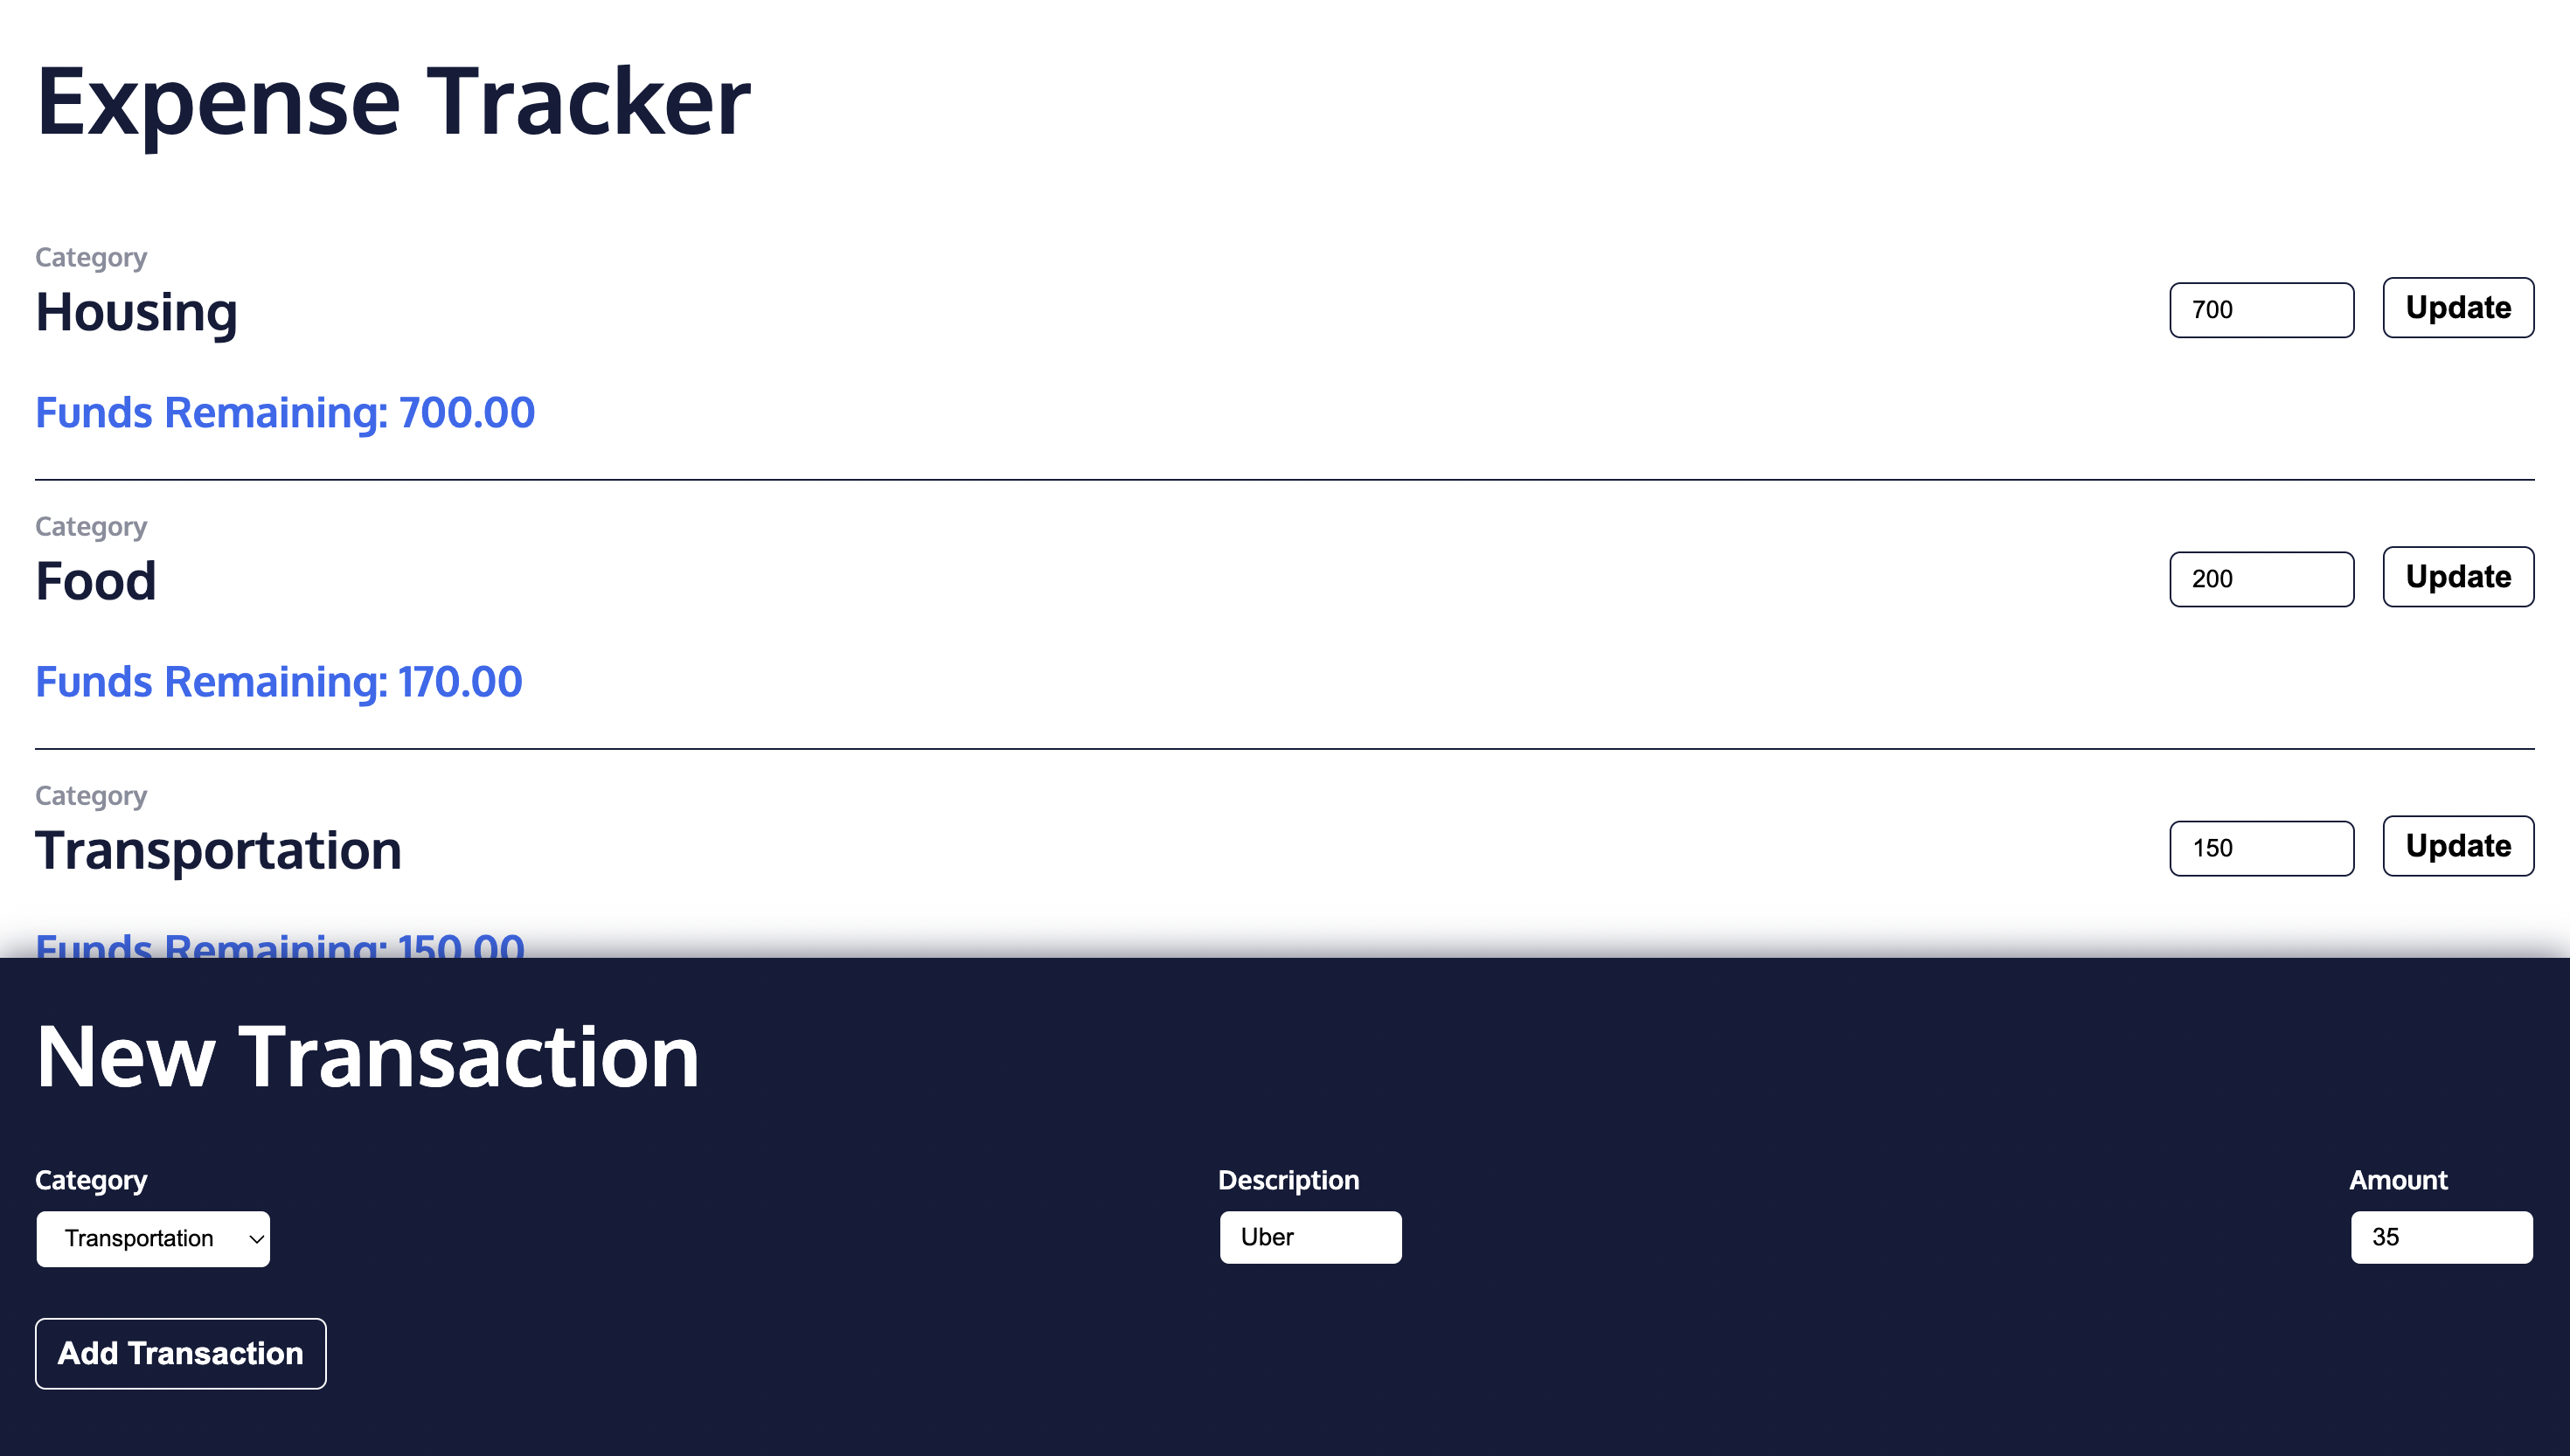 Expense Tracker
Category
Housing
700
Update
Funds Remaining: 700.00
Category
Food
200
Update
Funds Remaining: 170.00
Category
Transportation
150
Update
Funds Remaining: 150.00
New Transaction
Category
Description
Amount
Transportation
Uber
35
Add Transaction